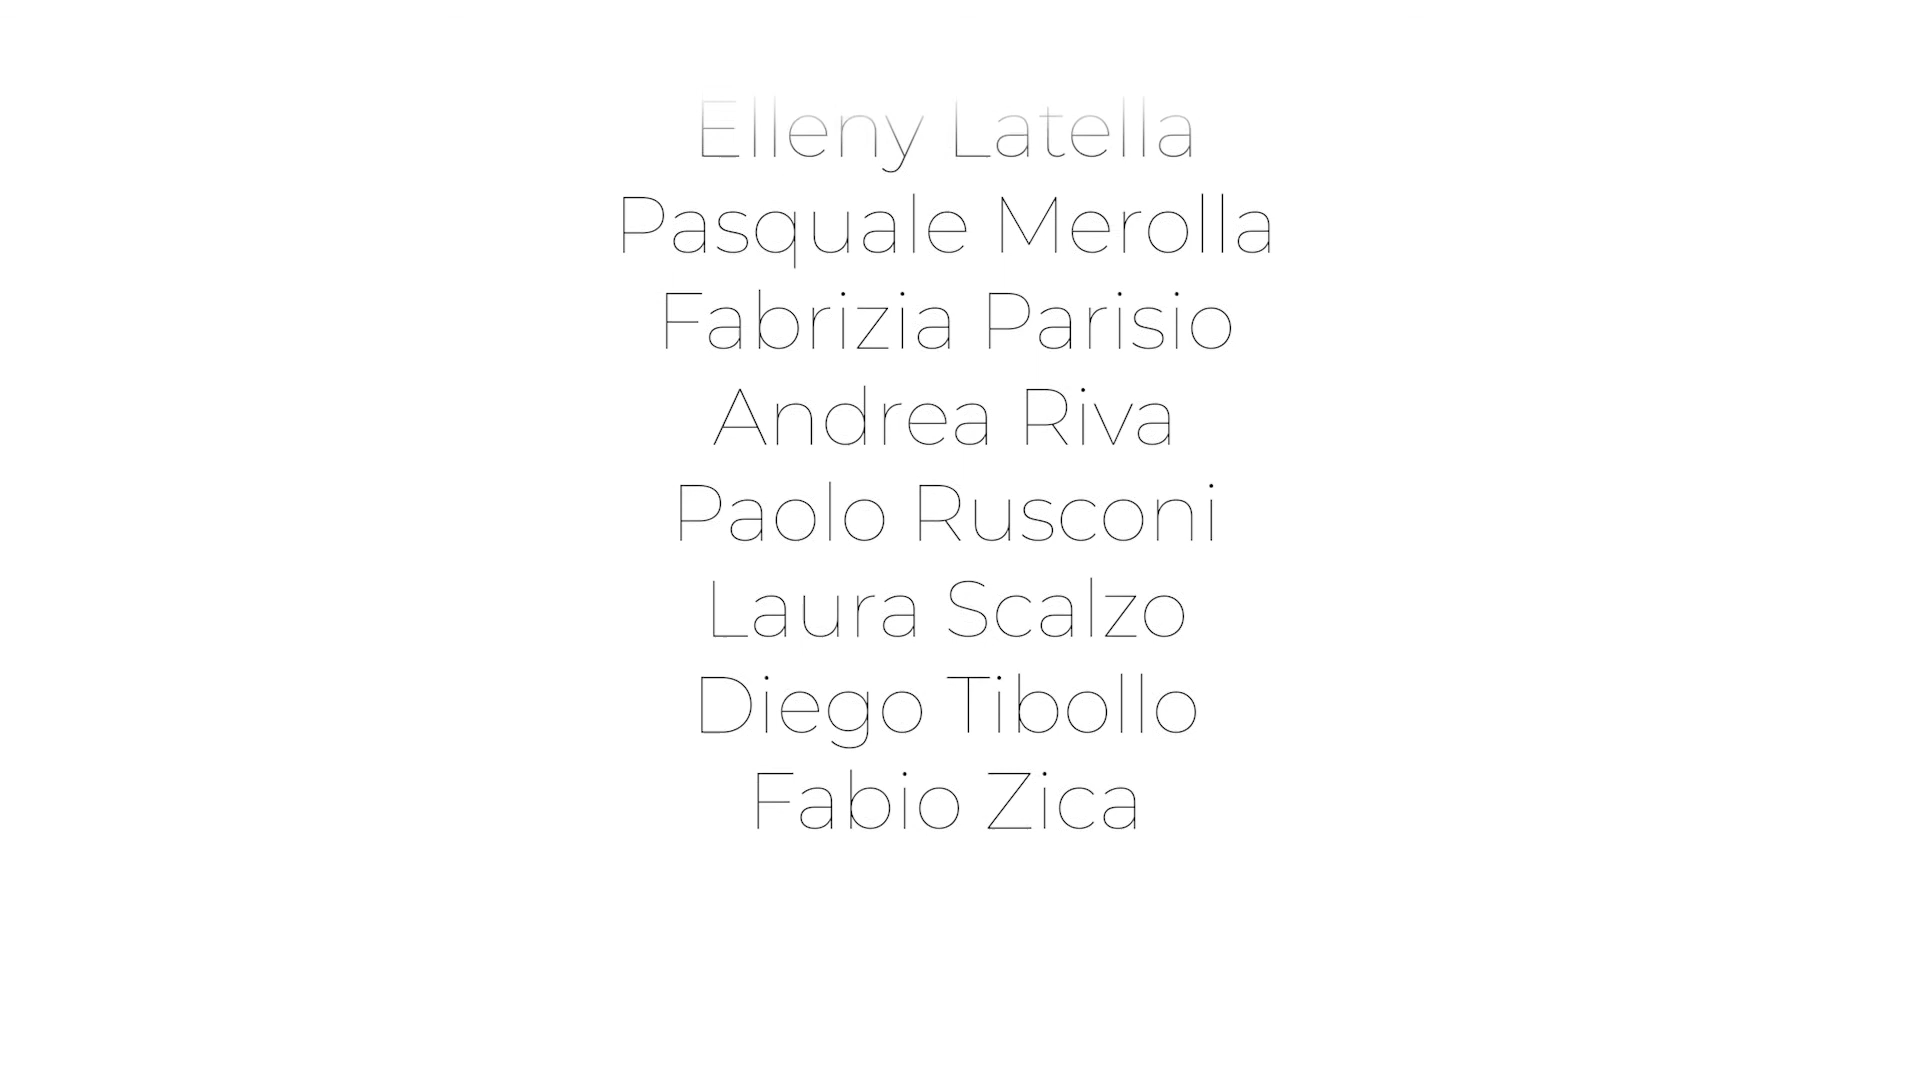 Elleny Latella
Pasquale Merolla
Fabrizia Parisio
Andrea Riva
Paolo Rusconi
Laura Scalzo
Diego Tibollo
Fabio Zica